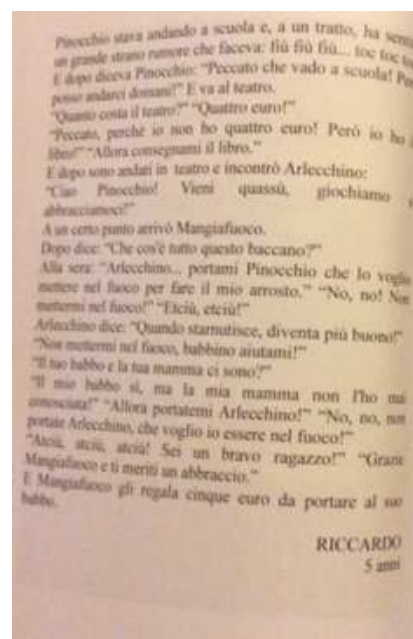 Pinocchio stava andando a scuola e, a un tratto, ha
un grande strano rumore che faceva: fiù fiù fiù... toc toc
E dopo diceva Pinocchio: "Peccato che vado a scuola!
posso andarci domani!" E va al teatro.
"Quanto costa il teatro?" "Quattro euro!"
"Peccato, perché io non ho quattro euro! Però io ho
libro!" "Allora consegnami il libro."
E dopo sono andati in teatro e incontrò Arlecchino:
"Ciao Pinocchio! Vieni quassù, giochiamo
abbracciamoci!"
A un certo punto arrivò Mangiafuoco.
Dopo dice: "Che cos'è tutto questo baccano?"
Alla sera: "Arlecchino... portami Pinocchio che lo voglio
mettere nel fuoco per fare il mio arrosto." "No, no! Non
mettermi nel fuoco!" "Etciù, etciù!"
Arlecchino dice: "Quando starnutisce, diventa più buono!"
"Non mettermi nel fuoco, babbino aiutami!"
"Il tuo babbo e la tua mamma ci sono?"
"Il mio babbo sì, ma la mia mamma non l'ho mai
conosciuta!" "Allora portatemi Arlecchino!" "No, no, non
portate Arlecchino, che voglio io essere nel fuoco!"
"Atciù, atciù, atciù! Sei un bravo ragazzo!" "Grazie
Mangiafuoco e ti meriti un abbraccio."
E Mangiafuoco gli regala cinque euro da portare al suo
babbo.
RICCARDO
5 anni